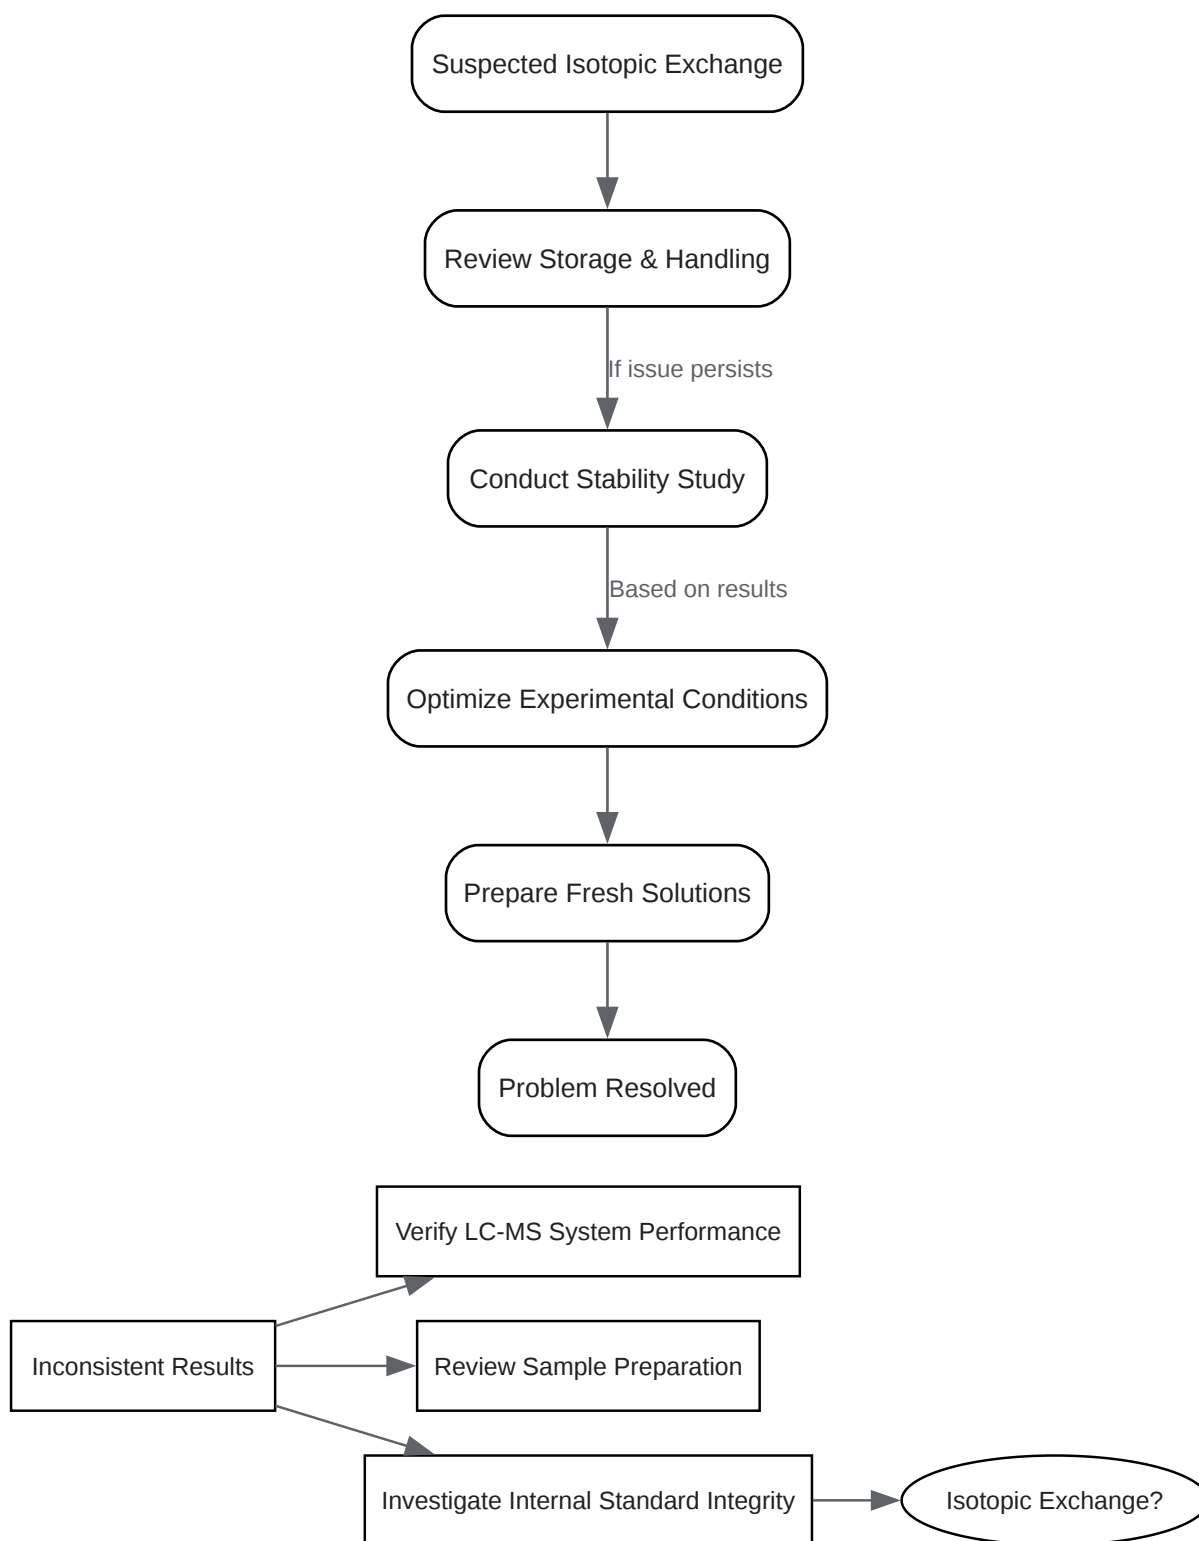 Suspected Isotopic Exchange
Review Storage & Handling
If issue persists
Conduct Stability Study
Based on results
Optimize Experimental Conditions
Prepare Fresh Solutions
Problem Resolved
Verify LC-MS System Performance
Inconsistent Results
Review Sample Preparation
Investigate Internal Standard Integrity
Isotopic Exchange?